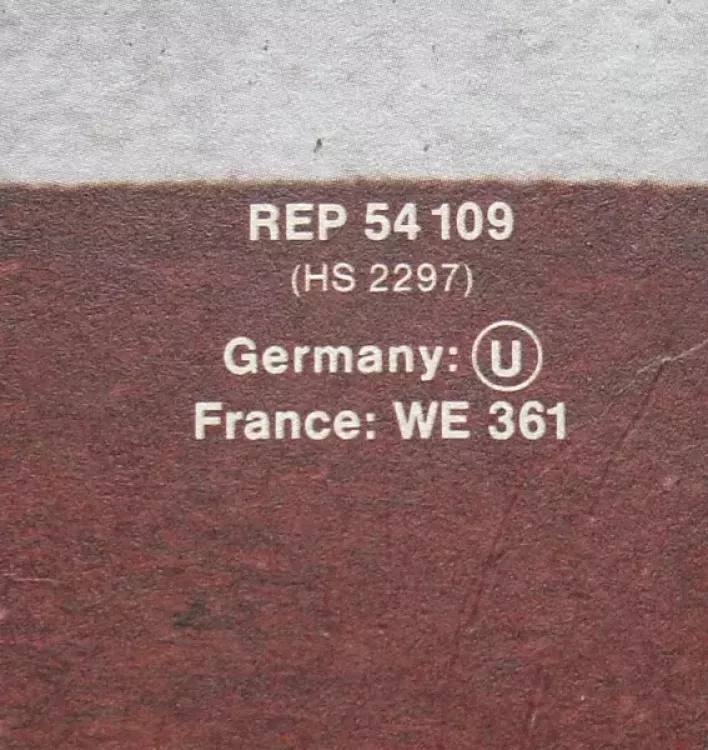 REP 54 109
(HS 2297)
Germany: Ⓤ
France: WE 361